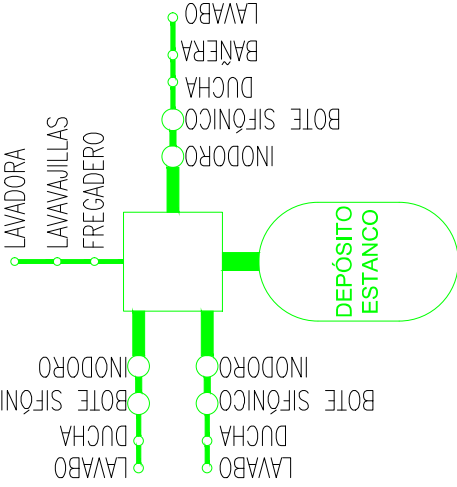 LAVABO
BAÑERA
DUCHA
BOTE SIFÓNICO
INODORO
LAVADORA
LAVAVAJILLAS
FREGADERO
DEPÓSITO
ESTANCO
INODORO
BOTE SIFÓNI
DUCHA
LAVABO
INODORO
BOTE SIFÓNICO
DUCHA
LAVABO